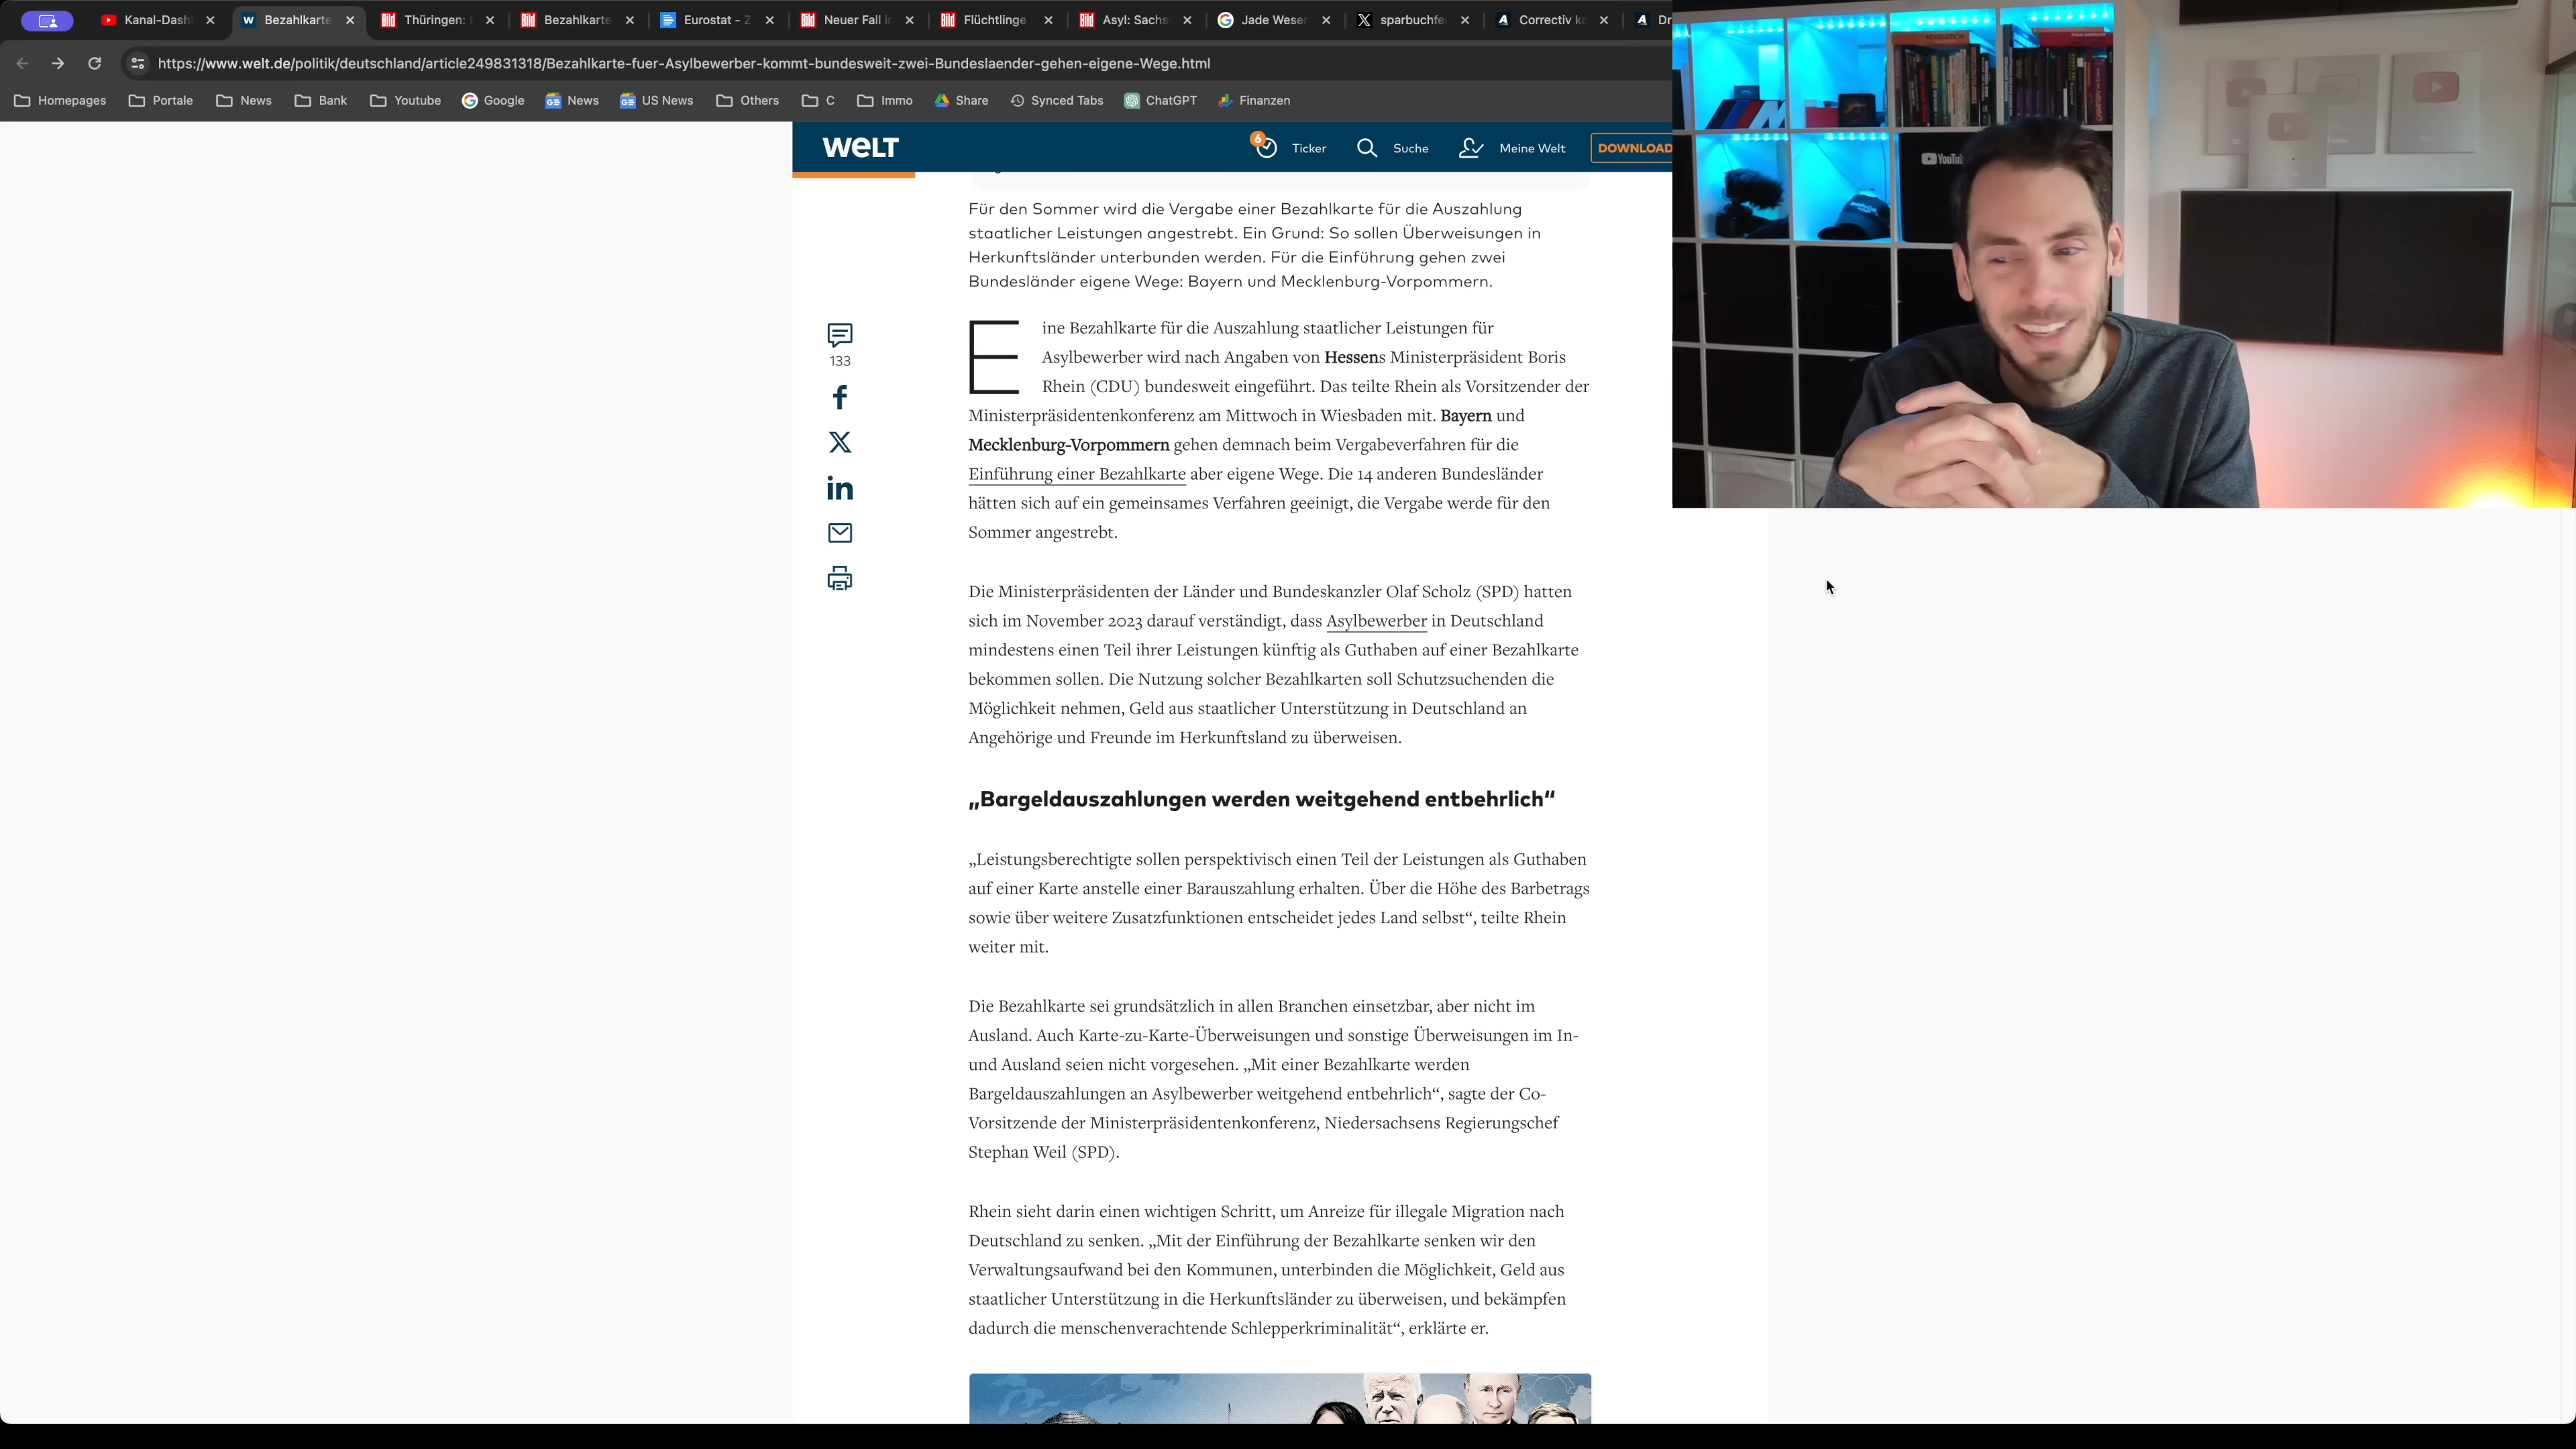 Kanal-Dash
Bezahlkarte
Thüringen:
Bezahlkarte
Eurostat - Z
Neuer Fall i
Flüchtlinge
Asyl: Sachs
Jade Weser
sparbuchfei
Correctiv k
Dr
https://www.welt.de/politik/deutschland/article249831318/Bezahlkarte-fuer-Asylbewerber-kommt-bundesweit-zwei-Bundeslaender-gehen-eigene-Wege.html
Homepages
Portale
News
Bank
Youtube
Google
News
US News
Others
C
Immo
Share
Synced Tabs
ChatGPT
Finanzen
WELT
6
Ticker
Suche
Meine Welt
DOWNLOAD
YouTu
Für den Sommer wird die Vergabe einer Bezahlkarte für die Auszahlung
staatlicher Leistungen angestrebt. Ein Grund: So sollen Überweisungen in
Herkunftsländer unterbunden werden. Für die Einführung gehen zwei
Bundesländer eigene Wege: Bayern und Mecklenburg-Vorpommern.
133
Eine Bezahlkarte für die Auszahlung staatlicher Leistungen für
Asylbewerber wird nach Angaben von Hessens Ministerpräsident Boris
Rhein (CDU) bundesweit eingeführt. Das teilte Rhein als Vorsitzender der
Ministerpräsidentenkonferenz am Mittwoch in Wiesbaden mit. Bayern und
Mecklenburg-Vorpommern gehen demnach beim Vergabeverfahren für die
Einführung einer Bezahlkarte aber eigene Wege. Die 14 anderen Bundesländer
hätten sich auf ein gemeinsames Verfahren geeinigt, die Vergabe werde für den
Sommer angestrebt.
Die Ministerpräsidenten der Länder und Bundeskanzler Olaf Scholz (SPD) hatten
sich im November 2023 darauf verständigt, dass Asylbewerber in Deutschland
mindestens einen Teil ihrer Leistungen künftig als Guthaben auf einer Bezahlkarte
bekommen sollen. Die Nutzung solcher Bezahlkarten soll Schutzsuchenden die
Möglichkeit nehmen, Geld aus staatlicher Unterstützung in Deutschland an
Angehörige und Freunde im Herkunftsland zu überweisen.
„Bargeldauszahlungen werden weitgehend entbehrlich“
„Leistungsberechtigte sollen perspektivisch einen Teil der Leistungen als Guthaben
auf einer Karte anstelle einer Barauszahlung erhalten. Über die Höhe des Barbetrags
sowie über weitere Zusatzfunktionen entscheidet jedes Land selbst“, teilte Rhein
weiter mit.
Die Bezahlkarte sei grundsätzlich in allen Branchen einsetzbar, aber nicht im
Ausland. Auch Karte-zu-Karte-Überweisungen und sonstige Überweisungen im In-
und Ausland seien nicht vorgesehen. „Mit einer Bezahlkarte werden
Bargeldauszahlungen an Asylbewerber weitgehend entbehrlich“, sagte der Co-
Vorsitzende der Ministerpräsidentenkonferenz, Niedersachsens Regierungschef
Stephan Weil (SPD).
Rhein sieht darin einen wichtigen Schritt, um Anreize für illegale Migration nach
Deutschland zu senken. „Mit der Einführung der Bezahlkarte senken wir den
Verwaltungsaufwand bei den Kommunen, unterbinden die Möglichkeit, Geld aus
staatlicher Unterstützung in die Herkunftsländer zu überweisen, und bekämpfen
dadurch die menschenverachtende Schlepperkriminalität“, erklärte er.